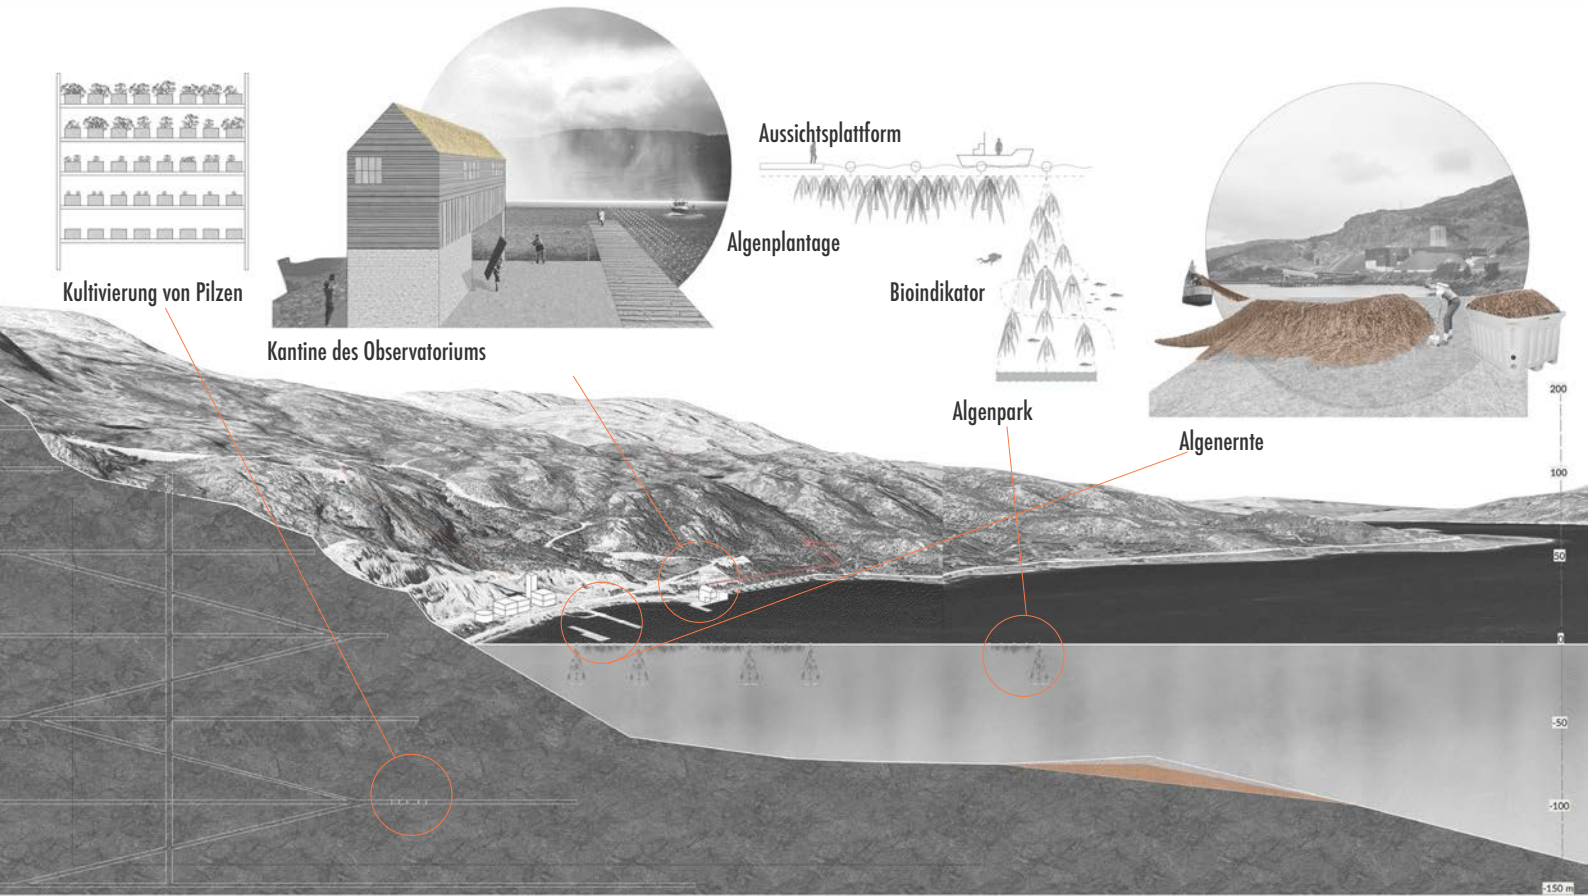 Aussichtsplattform
Algenplantage
Bioindikator
Kultivierung von Pilzen
Kantine des Observatoriums
Algenpark
Algenernte
200
100
50
0
-50
-100
-150 m